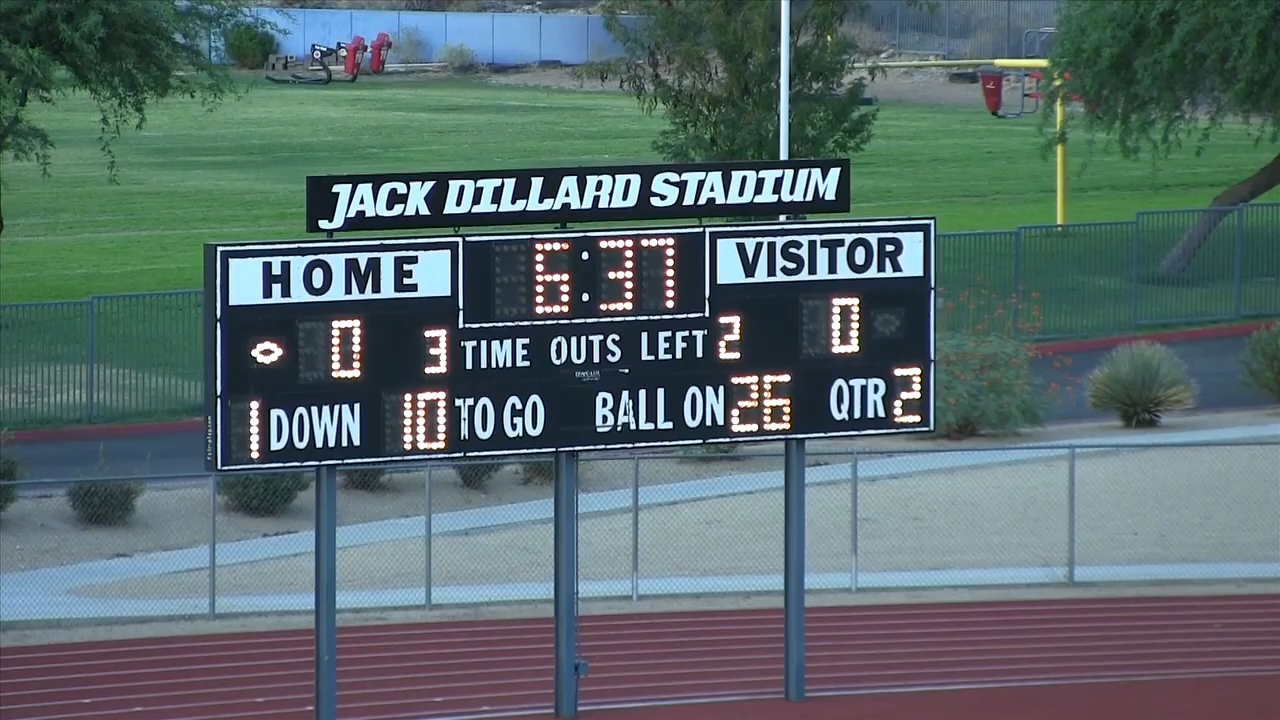 JACK DILLARD STADIUM
HOME 6:37 VISITOR
0 3 TIME OUTS LEFT 2 0
1 DOWN 10 TO GO BALL ON 26 QTR 2